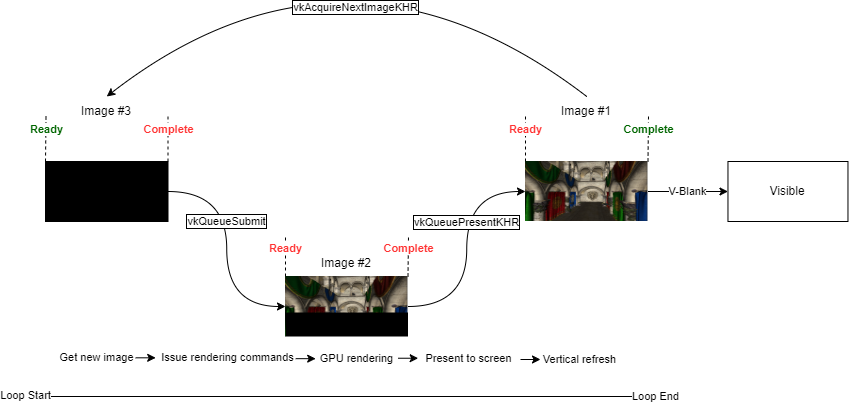 vkAcquireNextImageKHR
Image #3
Image #1
Ready
Complete
Ready
Complete
V-Blank
Visible
vkQueueSubmit
vkQueuePresentKHR
Ready
Complete
Image #2
Get new image
Issue rendering commands
GPU rendering
Present to screen
Vertical refresh
Loop Start
Loop End